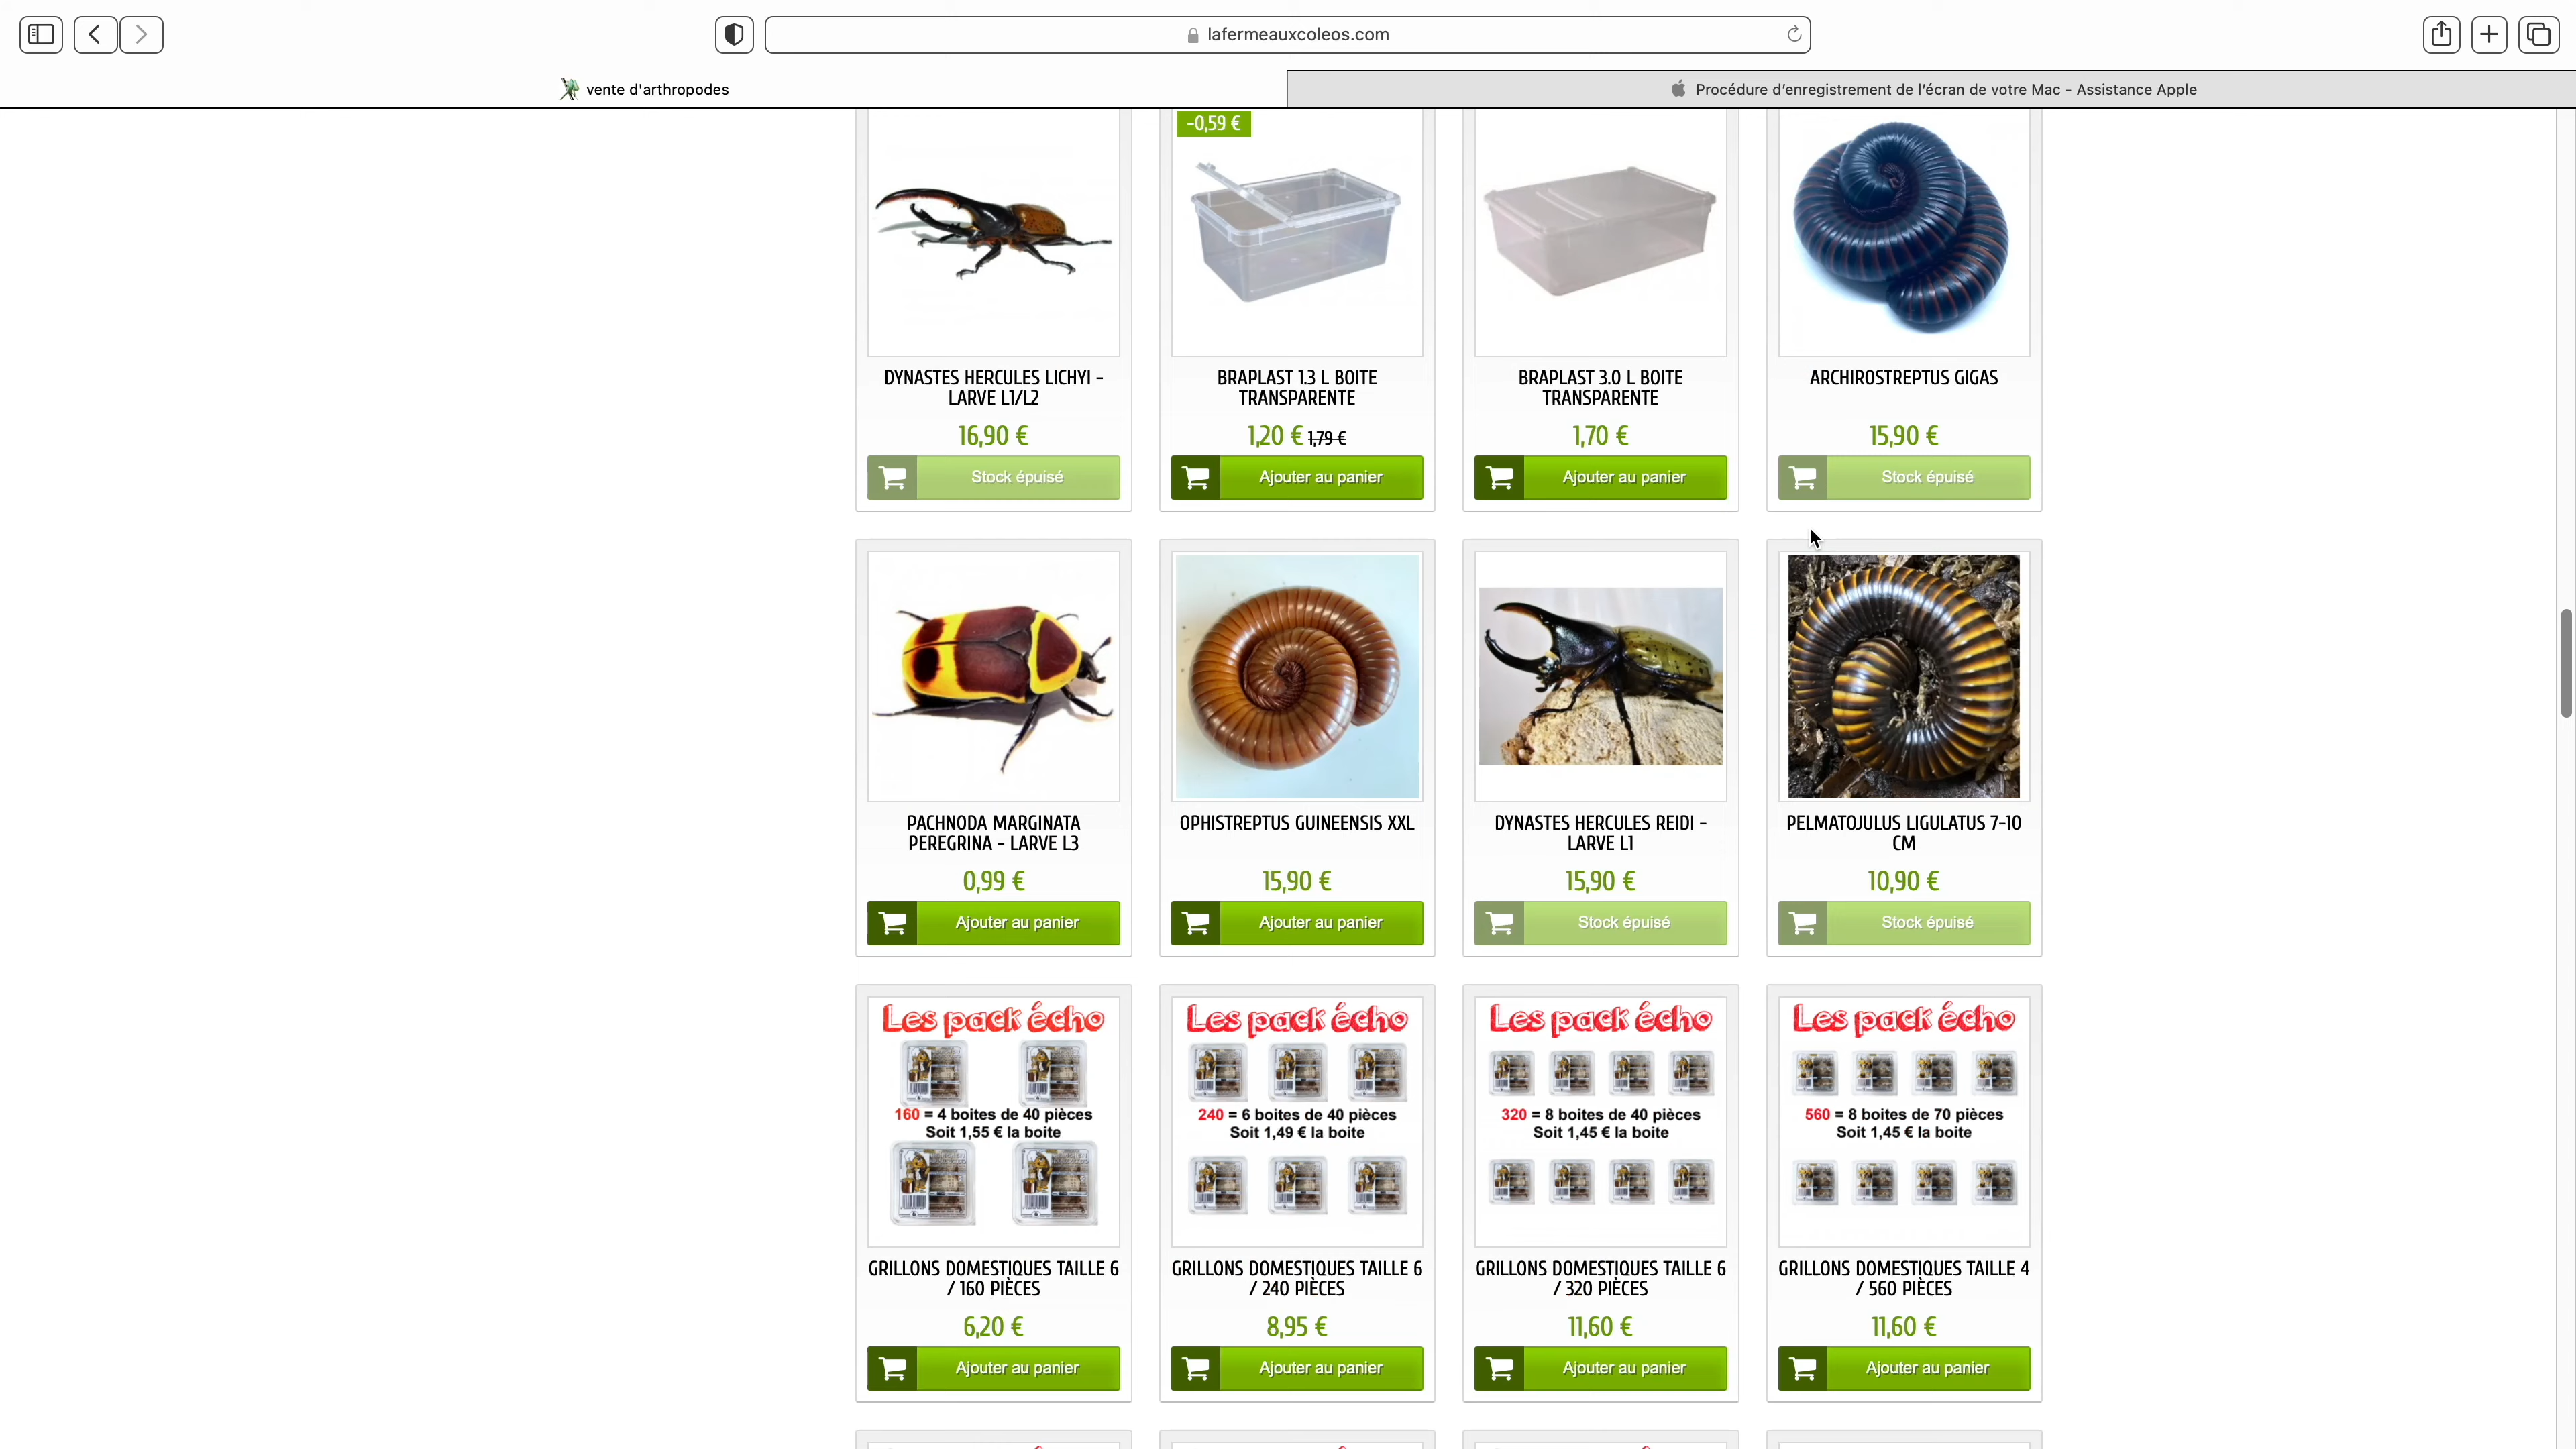 lafermeauxcoleos.com
vente d'arthropodes
Procédure d'enregistrement de l'écran de votre Mac - Assistance Apple
-0,59 €
DYNASTES HERCULES LICHYI -
LARVE L1/L2
16,90 €
Stock épuisé
BRAPLAST 1.3 L BOITE
TRANSPARENTE
1,20 € 1,79 €
Ajouter au panier
BRAPLAST 3.0 L BOITE
TRANSPARENTE
1,70 €
Ajouter au panier
ARCHIROSTREPTUS GIGAS
15,90 €
Stock épuisé
PACHNODA MARGINATA
PEREGRINA - LARVE L3
0,99 €
Ajouter au panier
OPHISTREPTUS GUINEENSIS XXL
15,90 €
Ajouter au panier
DYNASTES HERCULES REIDI -
LARVE L1
15,90 €
Stock épuisé
PELMATOJULUS LIGULATUS 7-10
CM
10,90 €
Stock épuisé
Les pack écho
160 = 4 boites de 40 pièces
Soit 1,55 € la boite
GRILLONS DOMESTIQUES TAILLE 6
/ 160 PIÈCES
6,20 €
Ajouter au panier
Les pack écho
240 = 6 boites de 40 pièces
Soit 1,49 € la boite
GRILLONS DOMESTIQUES TAILLE 6
/ 240 PIÈCES
8,95 €
Ajouter au panier
Les pack écho
320 = 8 boites de 40 pièces
Soit 1,45 € la boite
GRILLONS DOMESTIQUES TAILLE 6
/ 320 PIÈCES
11,60 €
Ajouter au panier
Les pack écho
560 = 8 boites de 70 pièces
Soit 1,45 € la boite
GRILLONS DOMESTIQUES TAILLE 4
/ 560 PIÈCES
11,60 €
Ajouter au panier